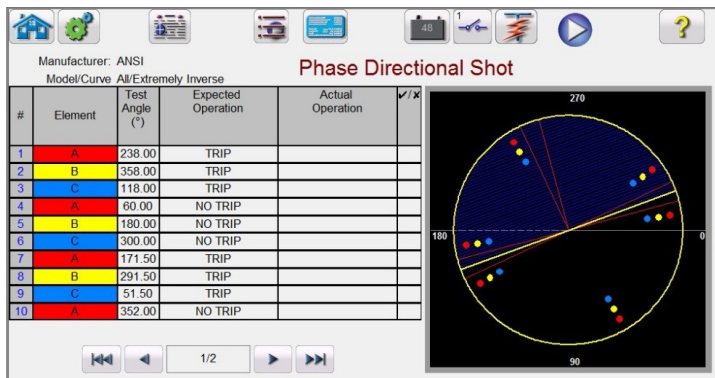 48
1
?
Manufacturer: ANSI
Model/Curve All/Extremely Inverse
Phase Directional Shot
# Element Test Angle (°) Expected Operation Actual Operation ✔/✘
1 A 238.00 TRIP
2 B 358.00 TRIP
3 C 118.00 TRIP
4 A 60.00 NO TRIP
5 B 180.00 NO TRIP
6 C 300.00 NO TRIP
7 A 171.50 TRIP
8 B 291.50 TRIP
9 C 51.50 TRIP
10 A 352.00 NO TRIP
1/2
270
180
0
90